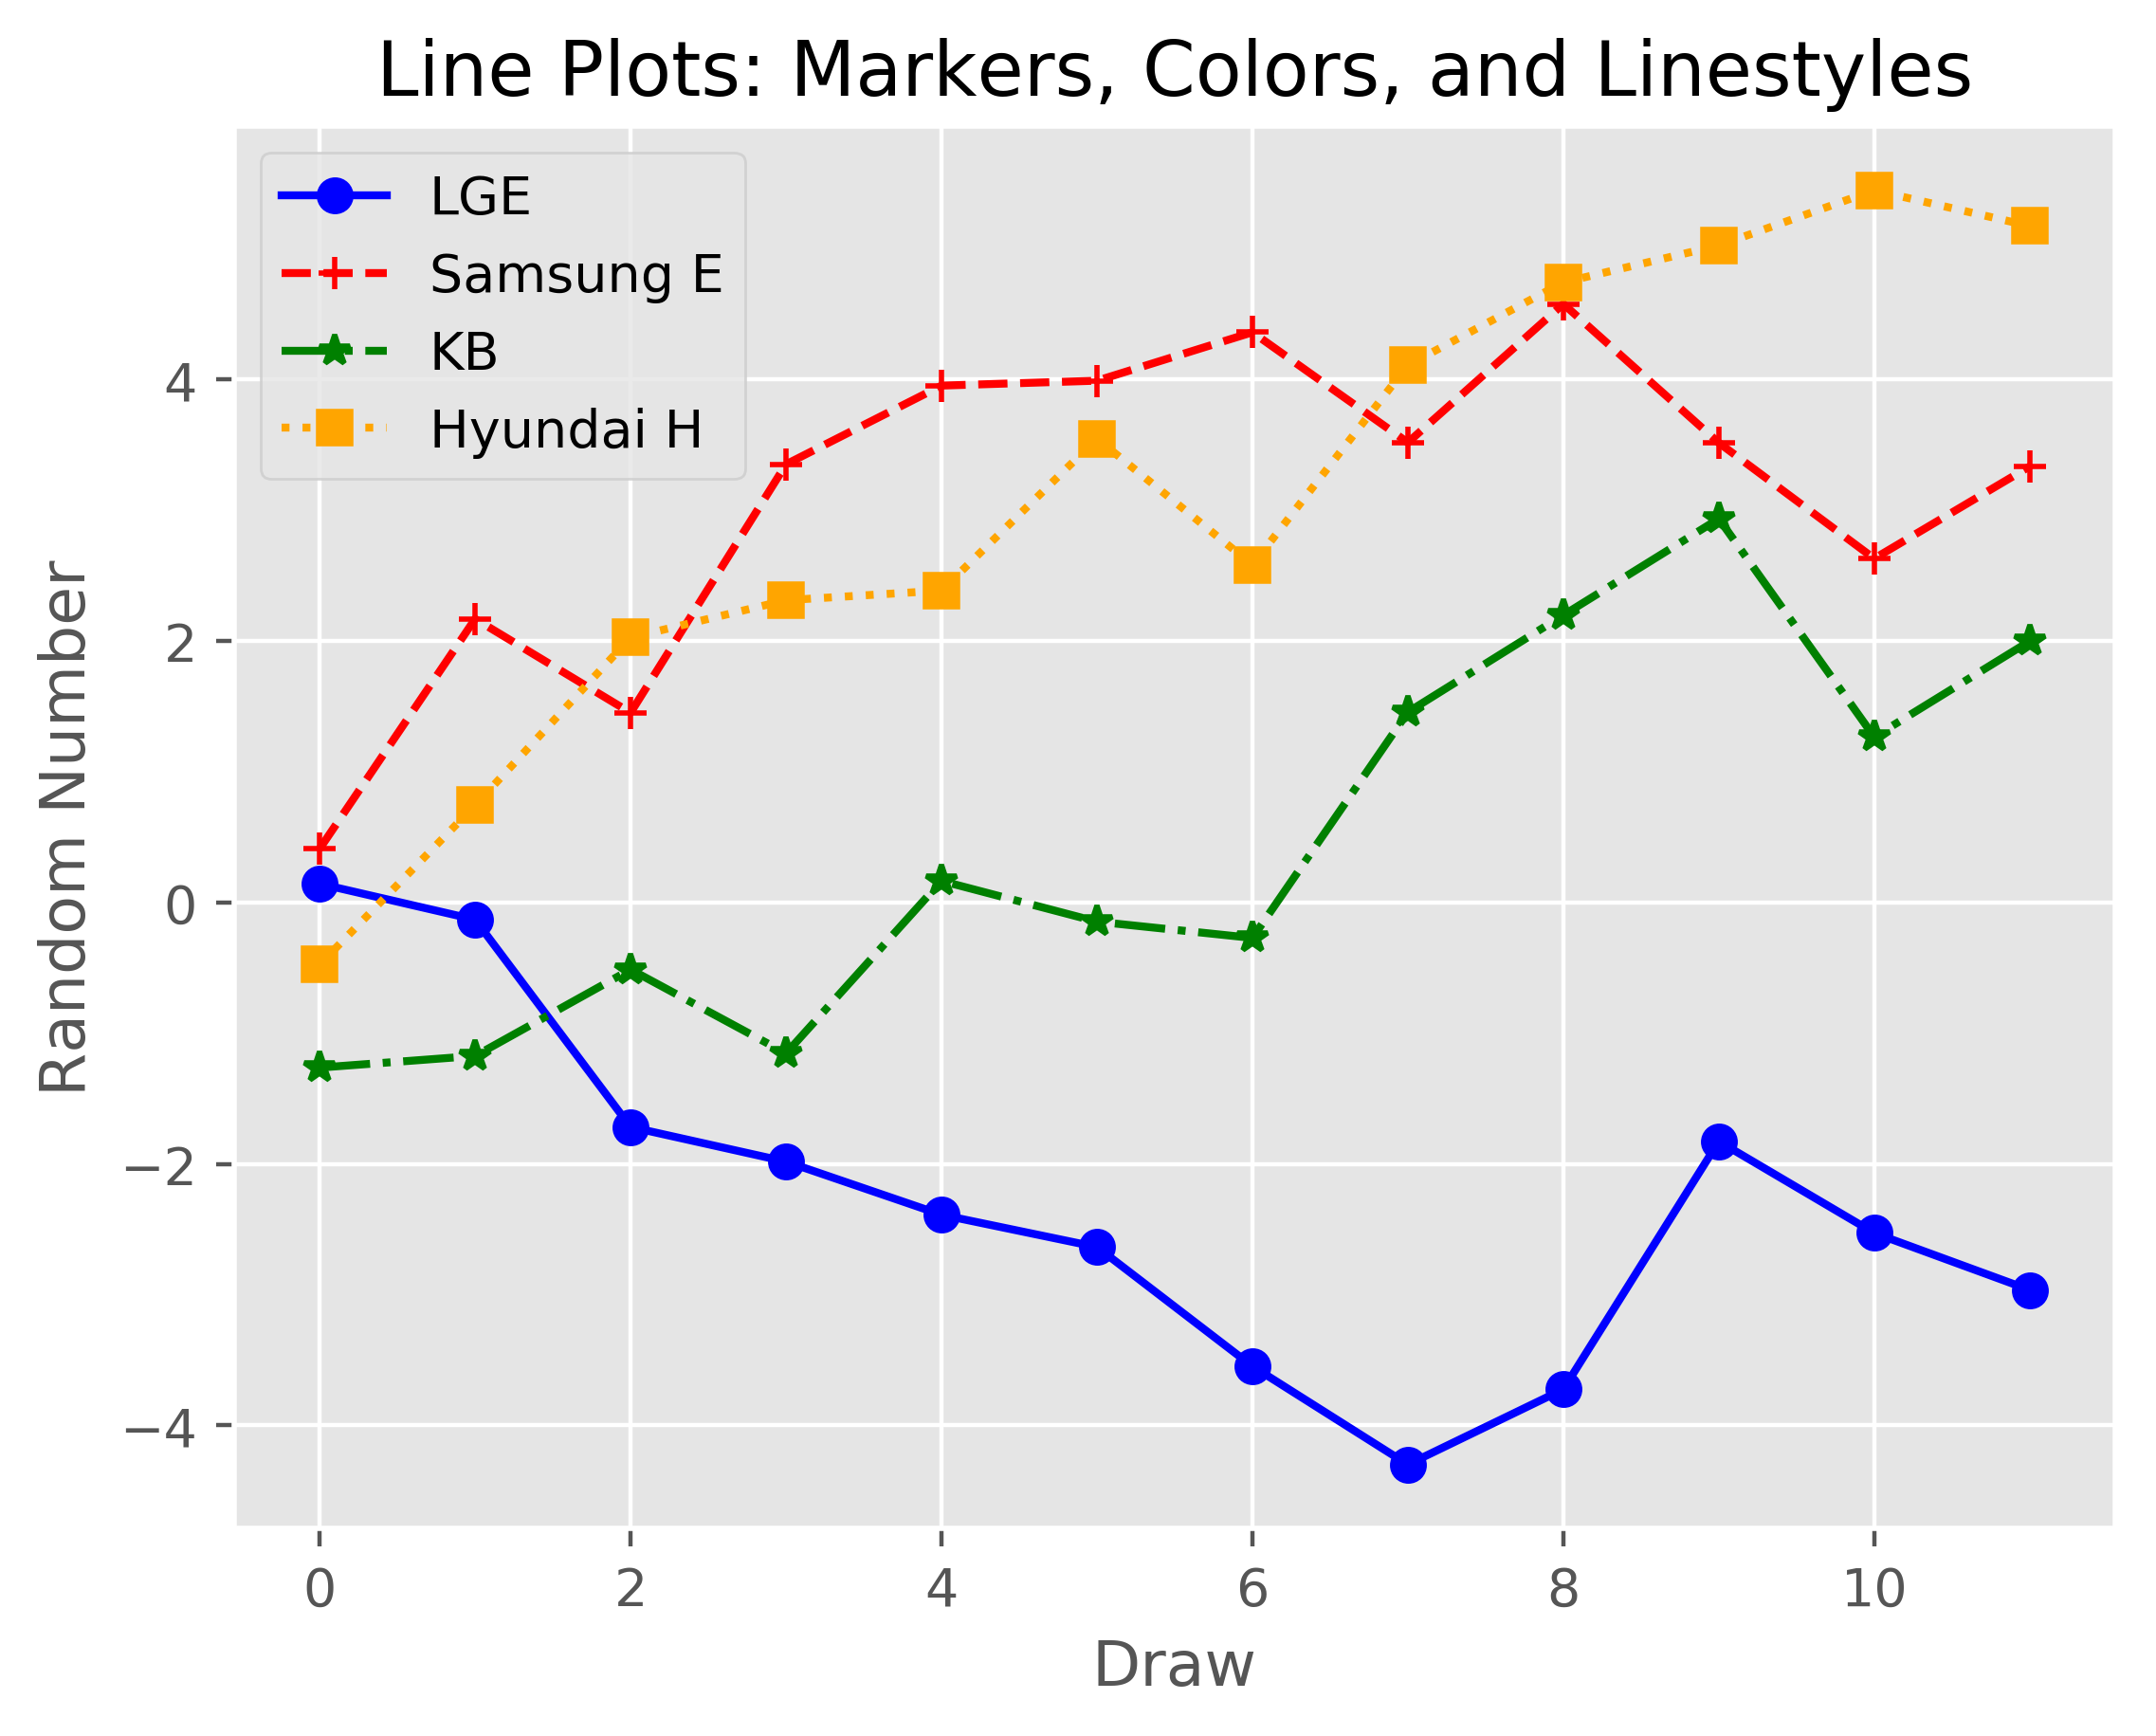 Line Plots: Markers, Colors, and Linestyles
LGE
Samsung E
KB
Hyundai H
Random Number
4
2
0
−2
−4
0 2 4 6 8 10
Draw